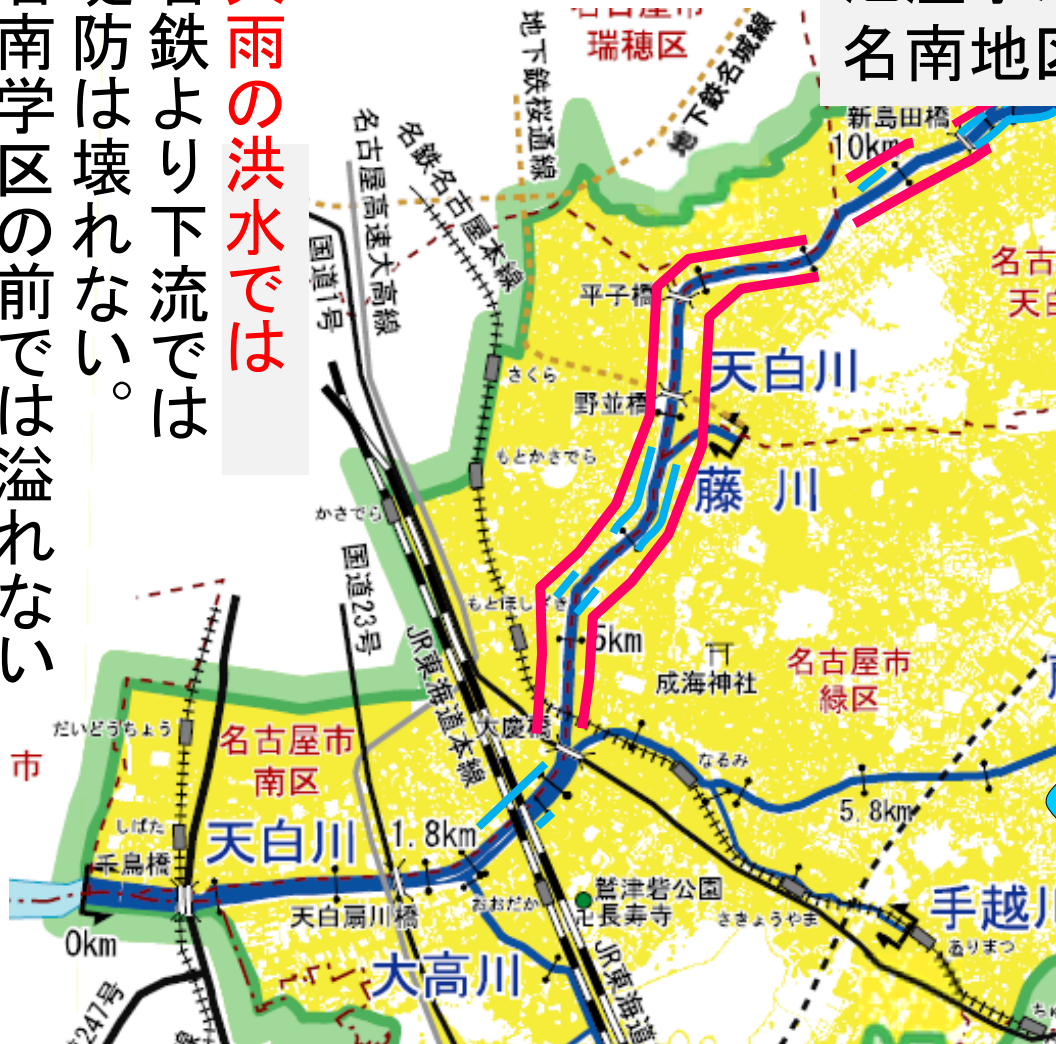 雨の洪水では
鉄より下流では
防は壊れない。
南学区の前では溢れない
名南地区
名古屋市
瑞穂区
地下鉄桜通線
地下鉄名城線
名古屋高速大高線
名鉄名古屋本線
国道1号
新島田橋
10km
平子橋
野並橋
天白川
藤川
さくら
もとかさでら
かさでら
国道23号
JR東海道本線
5km
成海神社
名古屋市
緑区
大慶橋
なるみ
5.8km
だいどうちょう
名古屋市
南区
市
しばた
千鳥橋
天白川
1.8km
天白扇川橋
0km
おおだか
鷲津砦公園
卍長寿寺
さきょうやま
手越川
ありまつ
大高川
JR東海道
247号